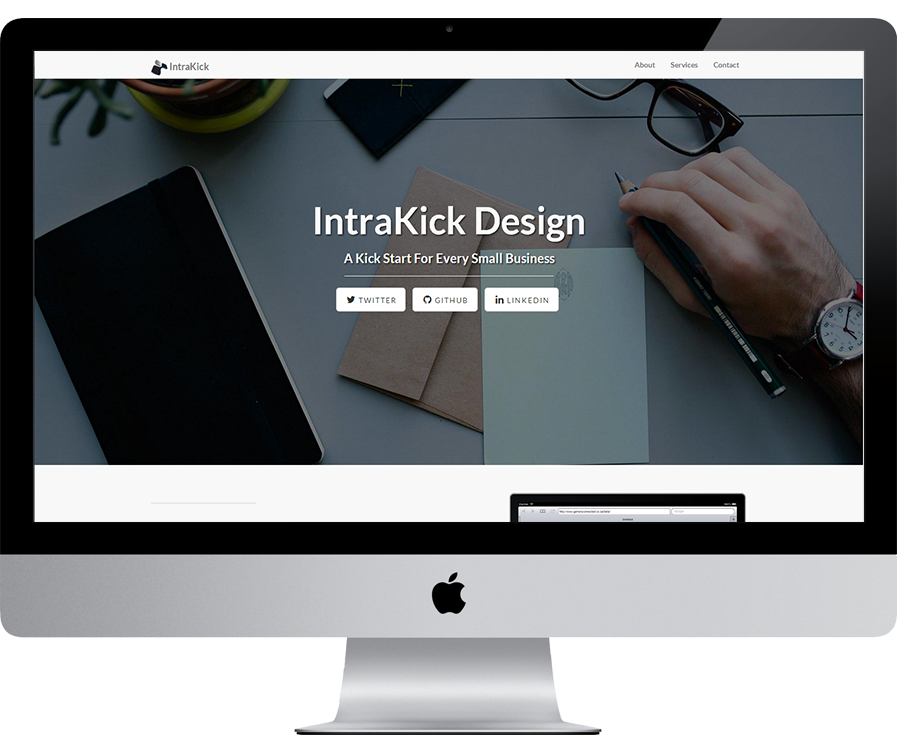 IntraKick
About Services Contact
IntraKick Design
A Kick Start For Every Small Business
TWITTER GITHUB LINKEDIN